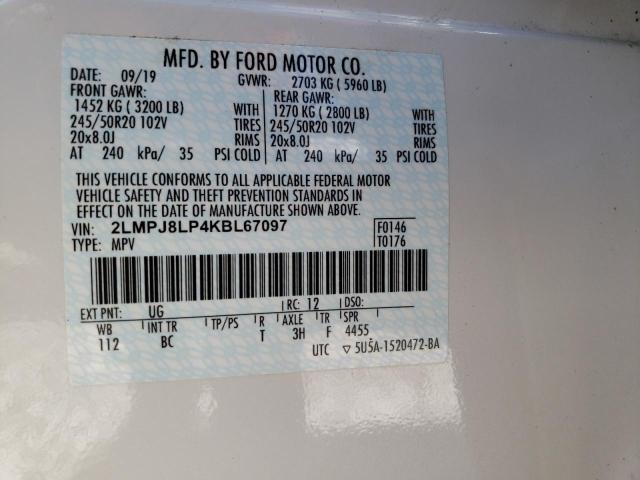 MFD. BY FORD MOTOR CO.
DATE: 09/19 GVWR: 2703 KG ( 5960 LB)
FRONT GAWR: REAR GAWR:
1452 KG ( 3200 LB) WITH 1270 KG ( 2800 LB) WITH
245/50R20 102V TIRES 245/50R20 102V TIRES
20x8.0J RIMS 20x8.0J RIMS
AT 240 kPa/ 35 PSI COLD AT 240 kPa/ 35 PSI COLD
THIS VEHICLE CONFORMS TO ALL APPLICABLE FEDERAL MOTOR
VEHICLE SAFETY AND THEFT PREVENTION STANDARDS IN
EFFECT ON THE DATE OF MANUFACTURE SHOWN ABOVE.
VIN: 2LMPJ8LP4KBL67097 F0146
TYPE: MPV T0176
EXT PNT: UG RC: 12 DSO:
WB INT TR TP/PS R AXLE TR SPR
112 BC T 3H F 4455
UTC ▽ 5U5A-1520472-BA